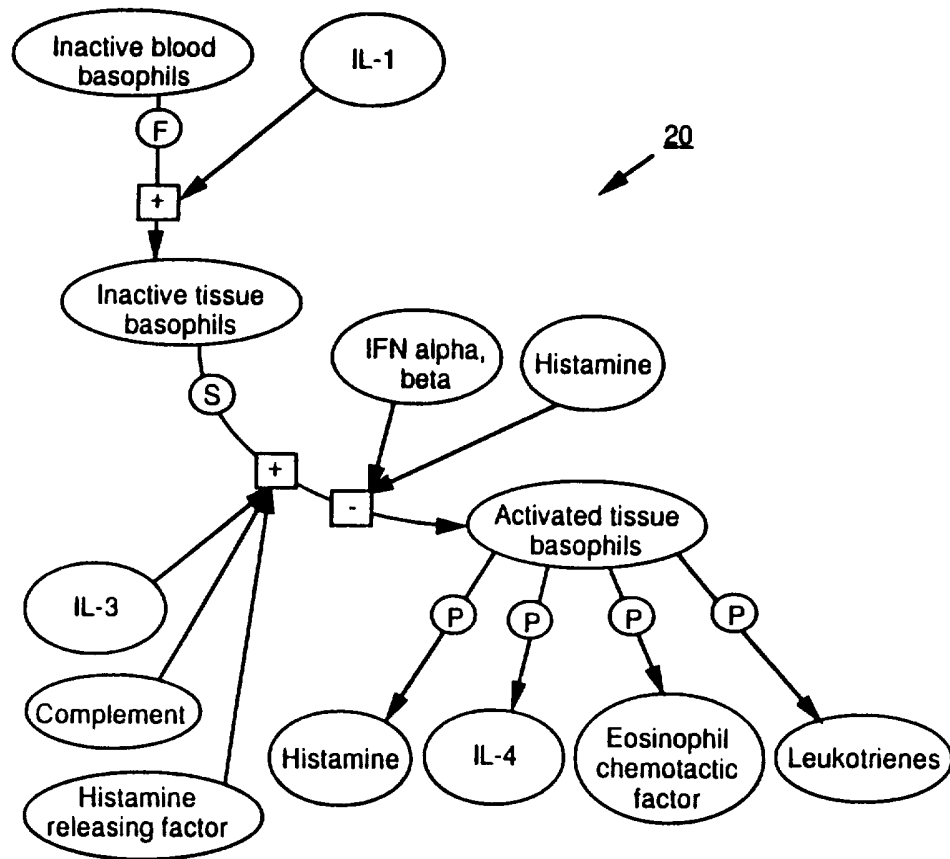 Inactive blood
basophils
IL-1
F
20
+
Inactive tissue
basophils
IFN alpha,
beta
Histamine
S
+
-
Activated tissue
basophils
IL-3
P
P
P
P
Complement
Histamine
IL-4
Eosinophil
chemotactic
factor
Leukotrienes
Histamine
releasing factor